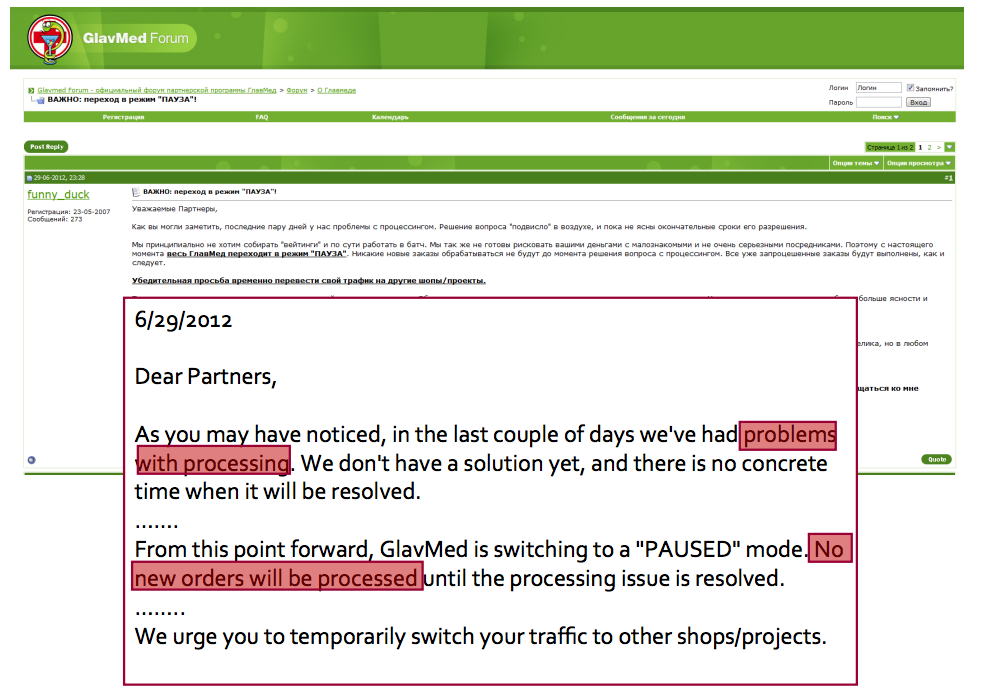 GlavMed Forum
Glavmed Forum - официальный форум партнерской программы ГлавМед > Форум > О Главмеде
ВАЖНО: переход в режим "ПАУЗА"!
Логин Логин Запомнить?
Пароль Вход
Регистрация FAQ Календарь Сообщения за сегодня Поиск
Post Reply
Страница 1 из 2 1 2 >
Опции темы Опции просмотра
29-06-2012, 23:28 #1
funny_duck
Регистрация: 23-05-2007
Сообщений: 273
ВАЖНО: переход в режим "ПАУЗА"!
Уважаемые Партнеры,
Как вы могли заметить, последние пару дней у нас проблемы с процессингом. Решение вопроса "подвисло" в воздухе, и пока не ясны окончательные сроки его разрешения.
Мы принципиально не хотим собирать "вейтинги" и по сути работать в батч. Мы так же не готовы рисковать вашими деньгами с малознакомыми и не очень серьезными посредниками. Поэтому с настоящего
момента весь ГлавМед переходит в режим "ПАУЗА". Никакие новые заказы обрабатываться не будут до момента решения вопроса с процессингом. Все уже запроцешенные заказы будут выполнены, как и
следует.
Убедительная просьба временно перевести свой трафик на другие шопы/проекты.
больше ясности и
но в любом
ко мне
6/29/2012
Dear Partners,
As you may have noticed, in the last couple of days we've had problems
with processing. We don't have a solution yet, and there is no concrete
time when it will be resolved.
.......
From this point forward, GlavMed is switching to a "PAUSED" mode. No
new orders will be processed until the processing issue is resolved.
........
We urge you to temporarily switch your traffic to other shops/projects.
Quote